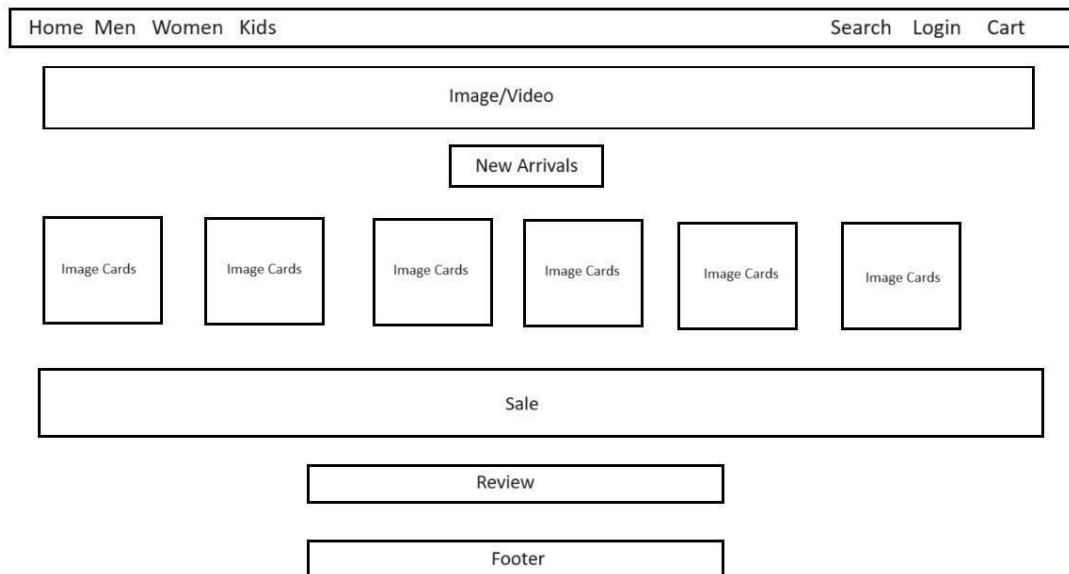 Home Men Women Kids Search Login Cart
Image/Video
New Arrivals
Image Cards Image Cards Image Cards Image Cards Image Cards Image Cards
Sale
Review
Footer